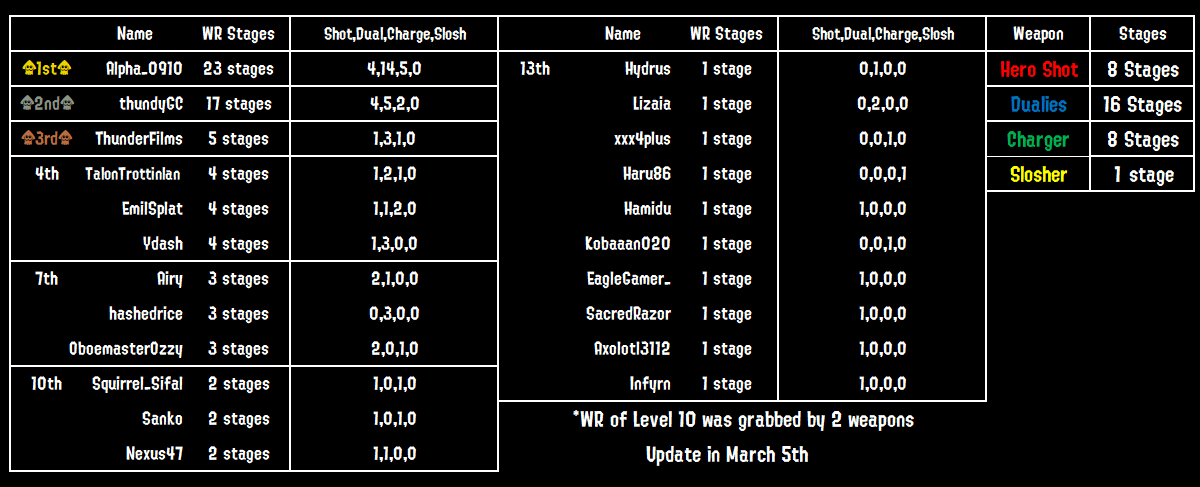 Name WR Stages Shot,Dual,Charge,Slosh
1st Alpha_0910 23 stages 4,14,5,0
2nd thundyGC 17 stages 4,5,2,0
3rd ThunderFilms 5 stages 1,3,1,0
4th TalonTrottinIan 4 stages 1,2,1,0
EmilSplat 4 stages 1,1,2,0
Ydash 4 stages 1,3,0,0
7th Airy 3 stages 2,1,0,0
hashedrice 3 stages 0,3,0,0
OboemasterOzzy 3 stages 2,0,1,0
10th Squirrel_Sifal 2 stages 1,0,1,0
Sanko 2 stages 1,0,1,0
Nexus47 2 stages 1,1,0,0
Name WR Stages Shot,Dual,Charge,Slosh
13th Hydrus 1 stage 0,1,0,0
Lizaia 1 stage 0,2,0,0
xxx4plus 1 stage 0,0,1,0
Haru86 1 stage 0,0,0,1
Hamidu 1 stage 1,0,0,0
Kobaaan020 1 stage 0,0,1,0
EagleGamer_ 1 stage 1,0,0,0
SacredRazor 1 stage 1,0,0,0
Axolotl3112 1 stage 1,0,0,0
Infyrn 1 stage 1,0,0,0
*WR of Level 10 was grabbed by 2 weapons
Update in March 5th
Weapon Stages
Hero Shot 8 Stages
Dualies 16 Stages
Charger 8 Stages
Slosher 1 stage